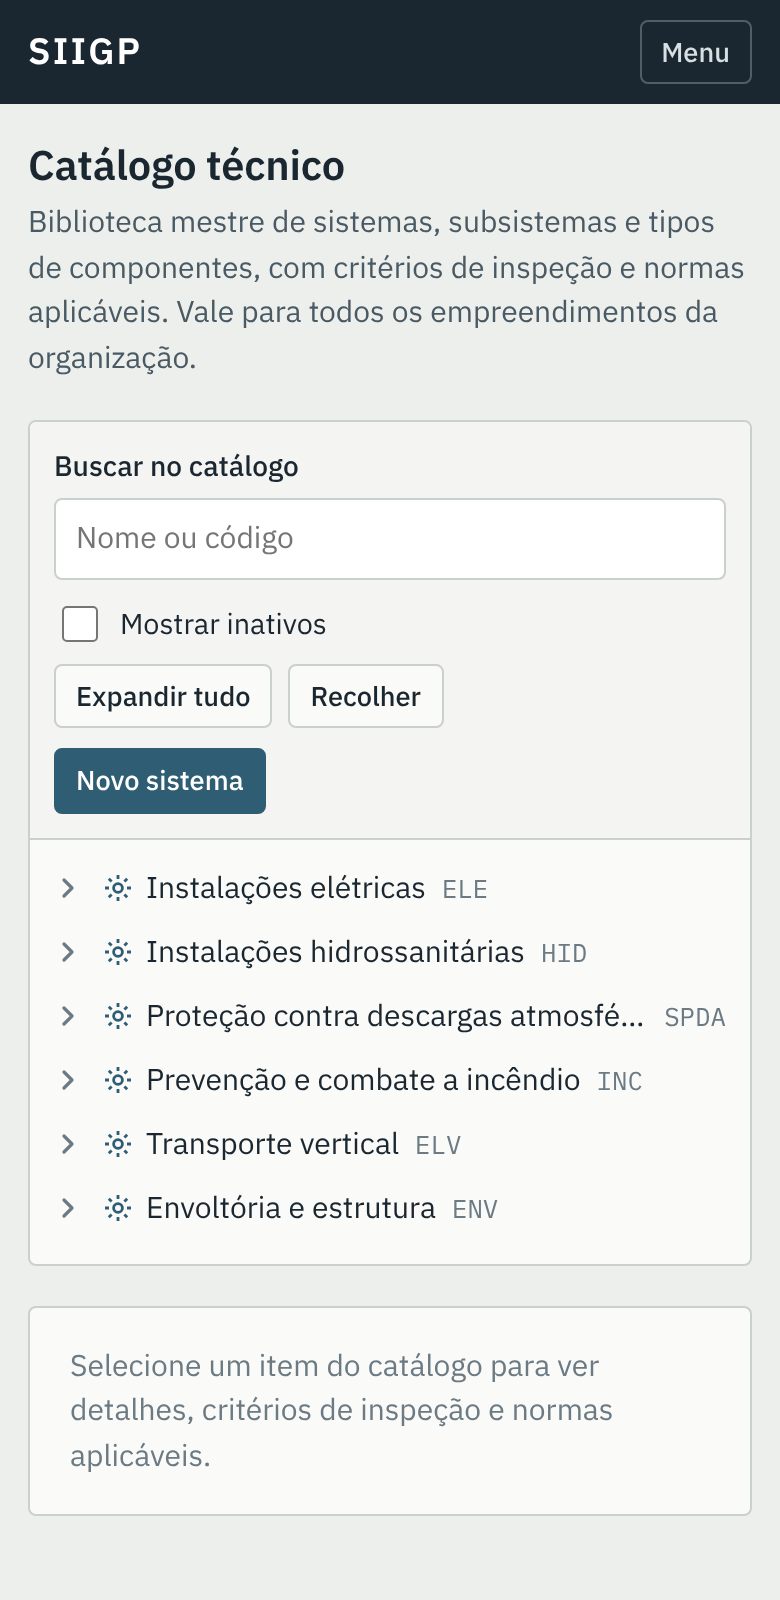 SIIGP
Menu
Catálogo técnico
Biblioteca mestre de sistemas, subsistemas e tipos
de componentes, com critérios de inspeção e normas
aplicáveis. Vale para todos os empreendimentos da
organização.
Buscar no catálogo
Nome ou código
Mostrar inativos
Expandir tudo
Recolher
Novo sistema
Instalações elétricas ELE
Instalações hidrossanitárias HID
Proteção contra descargas atmosfé... SPDA
Prevenção e combate a incêndio INC
Transporte vertical ELV
Envoltória e estrutura ENV
Selecione um item do catálogo para ver
detalhes, critérios de inspeção e normas
aplicáveis.